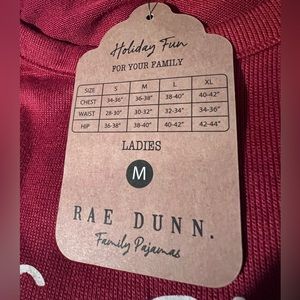 Holiday Fun
FOR YOUR FAMILY
SIZE S M L XL
CHEST 34-36" 36-38" 38-40" 40-42"
WAIST 28-30" 30-32" 32-34" 34-36"
HIP 36-38" 38-40" 40-42" 42-44"
LADIES
M
RAE DUNN.
Family Pajamas